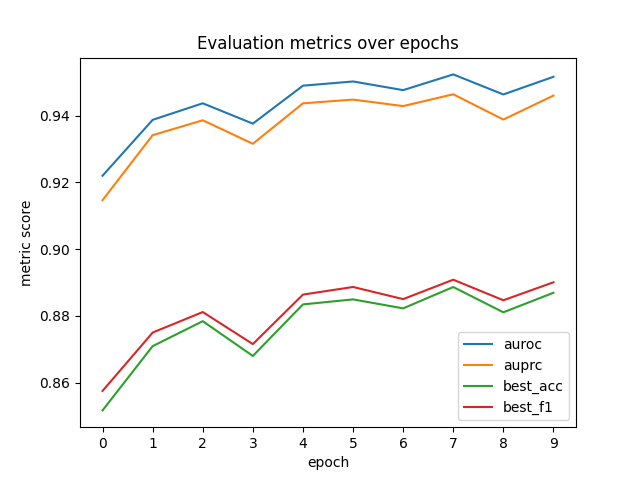 Evaluation metrics over epochs
metric score
0.94
0.92
0.90
0.88
0.86
0 1 2 3 4 5 6 7 8 9
epoch
auroc
auprc
best_acc
best_f1